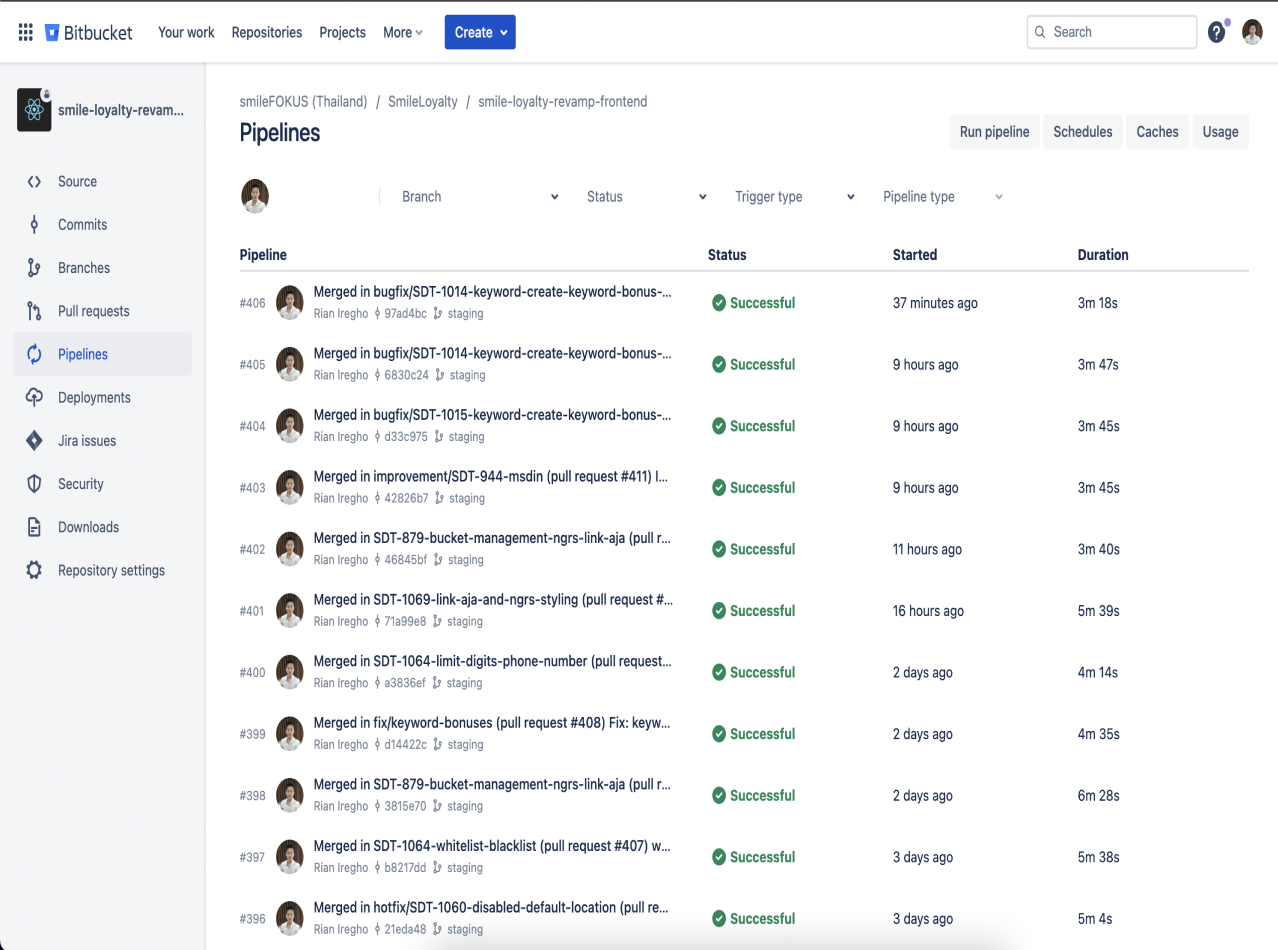 Bitbucket Your work Repositories Projects More Create Search
smile-loyalty-revam...
Source
Commits
Branches
Pull requests
Pipelines
Deployments
Jira issues
Security
Downloads
Repository settings
smileFOKUS (Thailand) / SmileLoyalty / smile-loyalty-revamp-frontend
Pipelines
Run pipeline Schedules Caches Usage
Branch Status Trigger type Pipeline type
Pipeline Status Started Duration
Merged in bugfix/SDT-1014-keyword-create-keyword-bonus-...
#406 Successful 37 minutes ago 3m 18s
Rian Iregho 97ad4bc staging
Merged in bugfix/SDT-1014-keyword-create-keyword-bonus-...
#405 Successful 9 hours ago 3m 47s
Rian Iregho 6830c24 staging
Merged in bugfix/SDT-1015-keyword-create-keyword-bonus-...
#404 Successful 9 hours ago 3m 45s
Rian Iregho d33c975 staging
Merged in improvement/SDT-944-msdin (pull request #411) I...
#403 Successful 9 hours ago 3m 45s
Rian Iregho 42826b7 staging
Merged in SDT-879-bucket-management-ngrs-link-aja (pull r...
#402 Successful 11 hours ago 3m 40s
Rian Iregho 46845bf staging
Merged in SDT-1069-link-aja-and-ngrs-styling (pull request #...
#401 Successful 16 hours ago 5m 39s
Rian Iregho 71a99e8 staging
Merged in SDT-1064-limit-digits-phone-number (pull request...
#400 Successful 2 days ago 4m 14s
Rian Iregho a3836ef staging
Merged in fix/keyword-bonuses (pull request #408) Fix: keyw...
#399 Successful 2 days ago 4m 35s
Rian Iregho d14422c staging
Merged in SDT-879-bucket-management-ngrs-link-aja (pull r...
#398 Successful 2 days ago 6m 28s
Rian Iregho 3815e70 staging
Merged in SDT-1064-whitelist-blacklist (pull request #407) w...
#397 Successful 3 days ago 5m 38s
Rian Iregho b8217dd staging
Merged in hotfix/SDT-1060-disabled-default-location (pull re...
#396 Successful 3 days ago 5m 4s
Rian Iregho 21eda48 staging